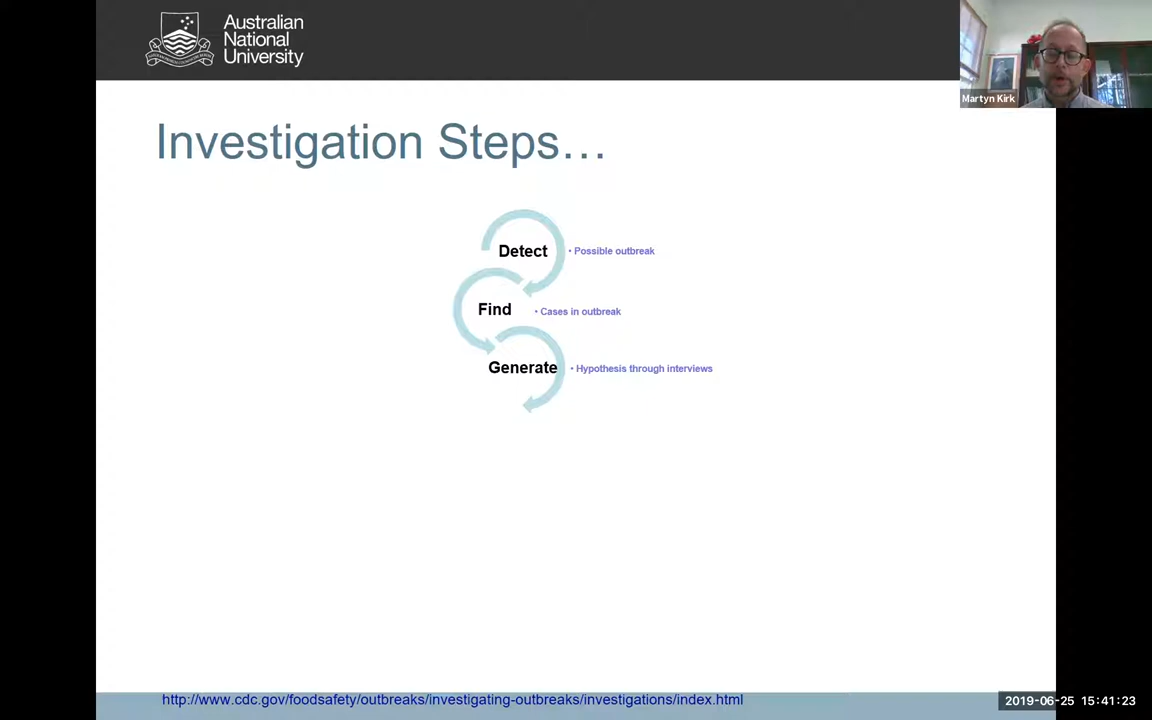 Australian
National
University
Martyn Kirk
Investigation Steps…
Detect
• Possible outbreak
Find
• Cases in outbreak
Generate
• Hypothesis through interviews
http://www.cdc.gov/foodsafety/outbreaks/investigating-outbreaks/investigations/index.html
2019-06-25 15:41:23